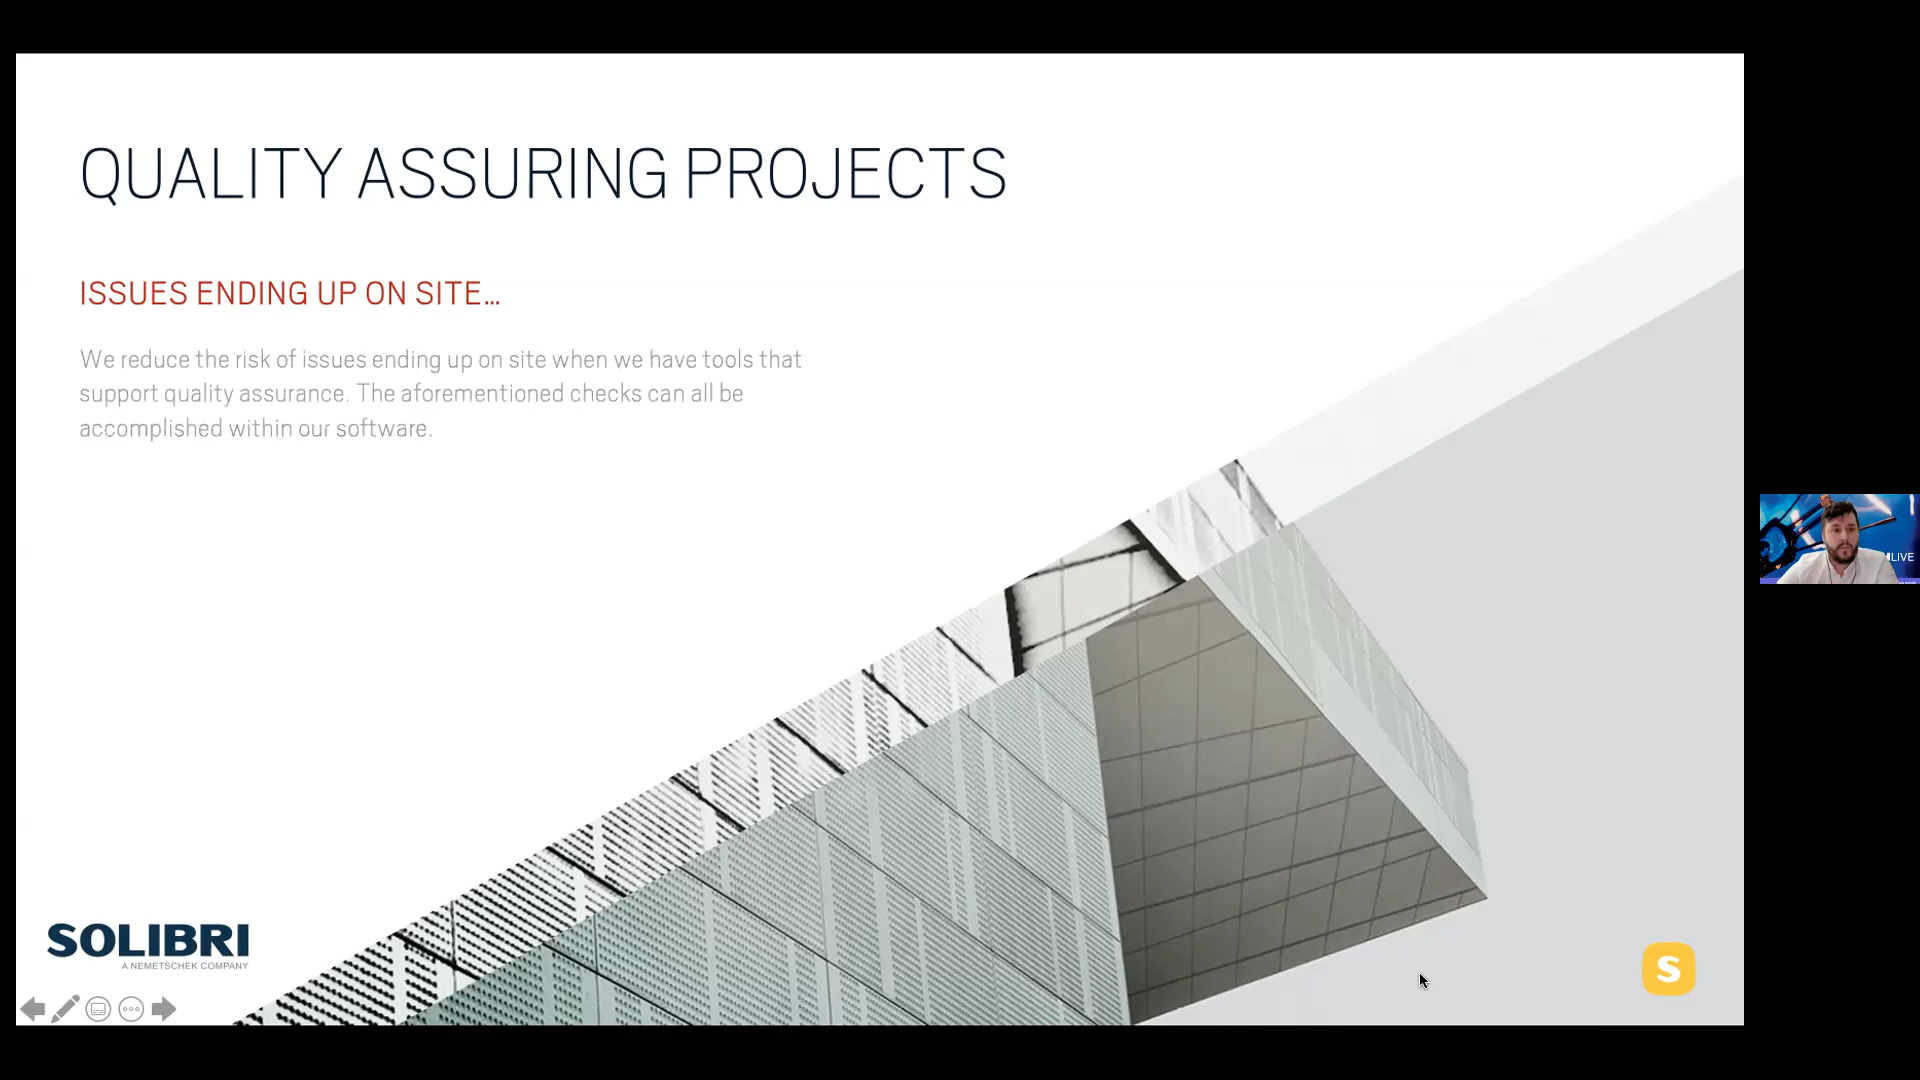 QUALITY ASSURING PROJECTS
ISSUES ENDING UP ON SITE...
We reduce the risk of issues ending up on site when we have tools that
support quality assurance. The aforementioned checks can all be
accomplished within our software.
LIVE
SOLIBRI
A NEMETSCHEK COMPANY
S